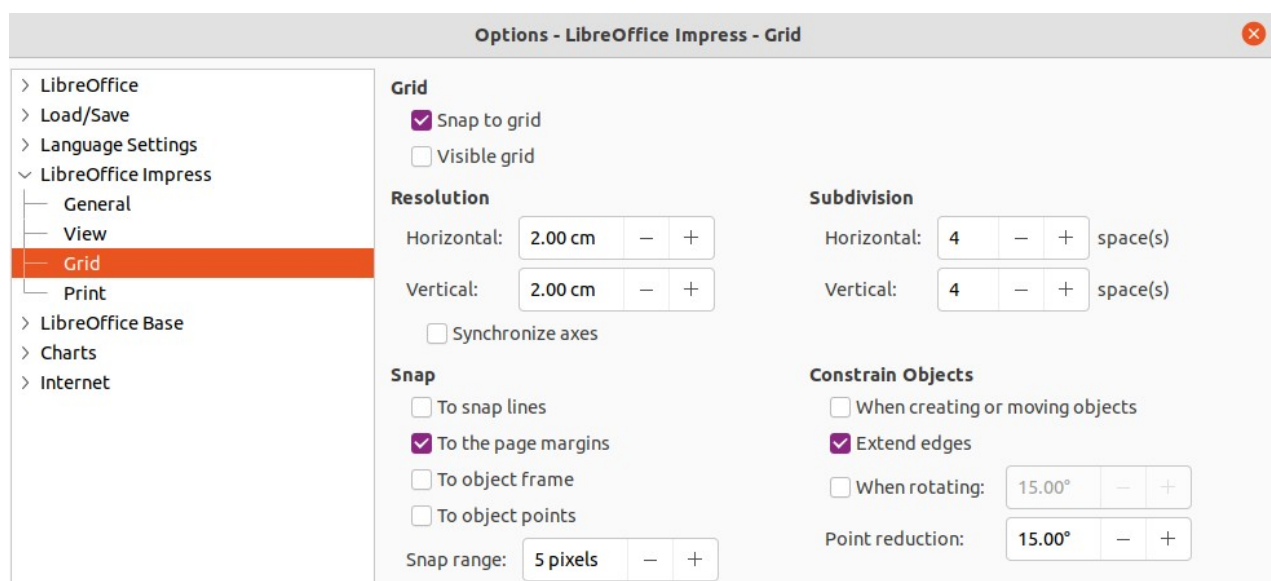 Options - LibreOffice Impress - Grid
LibreOffice
Load/Save
Language Settings
LibreOffice Impress
General
View
Grid
Print
LibreOffice Base
Charts
Internet
Grid
Snap to grid
Visible grid
Resolution
Horizontal: 2.00 cm
Vertical: 2.00 cm
Synchronize axes
Subdivision
Horizontal: 4 space(s)
Vertical: 4 space(s)
Snap
To snap lines
To the page margins
To object frame
To object points
Snap range: 5 pixels
Constrain Objects
When creating or moving objects
Extend edges
When rotating: 15.00°
Point reduction: 15.00°